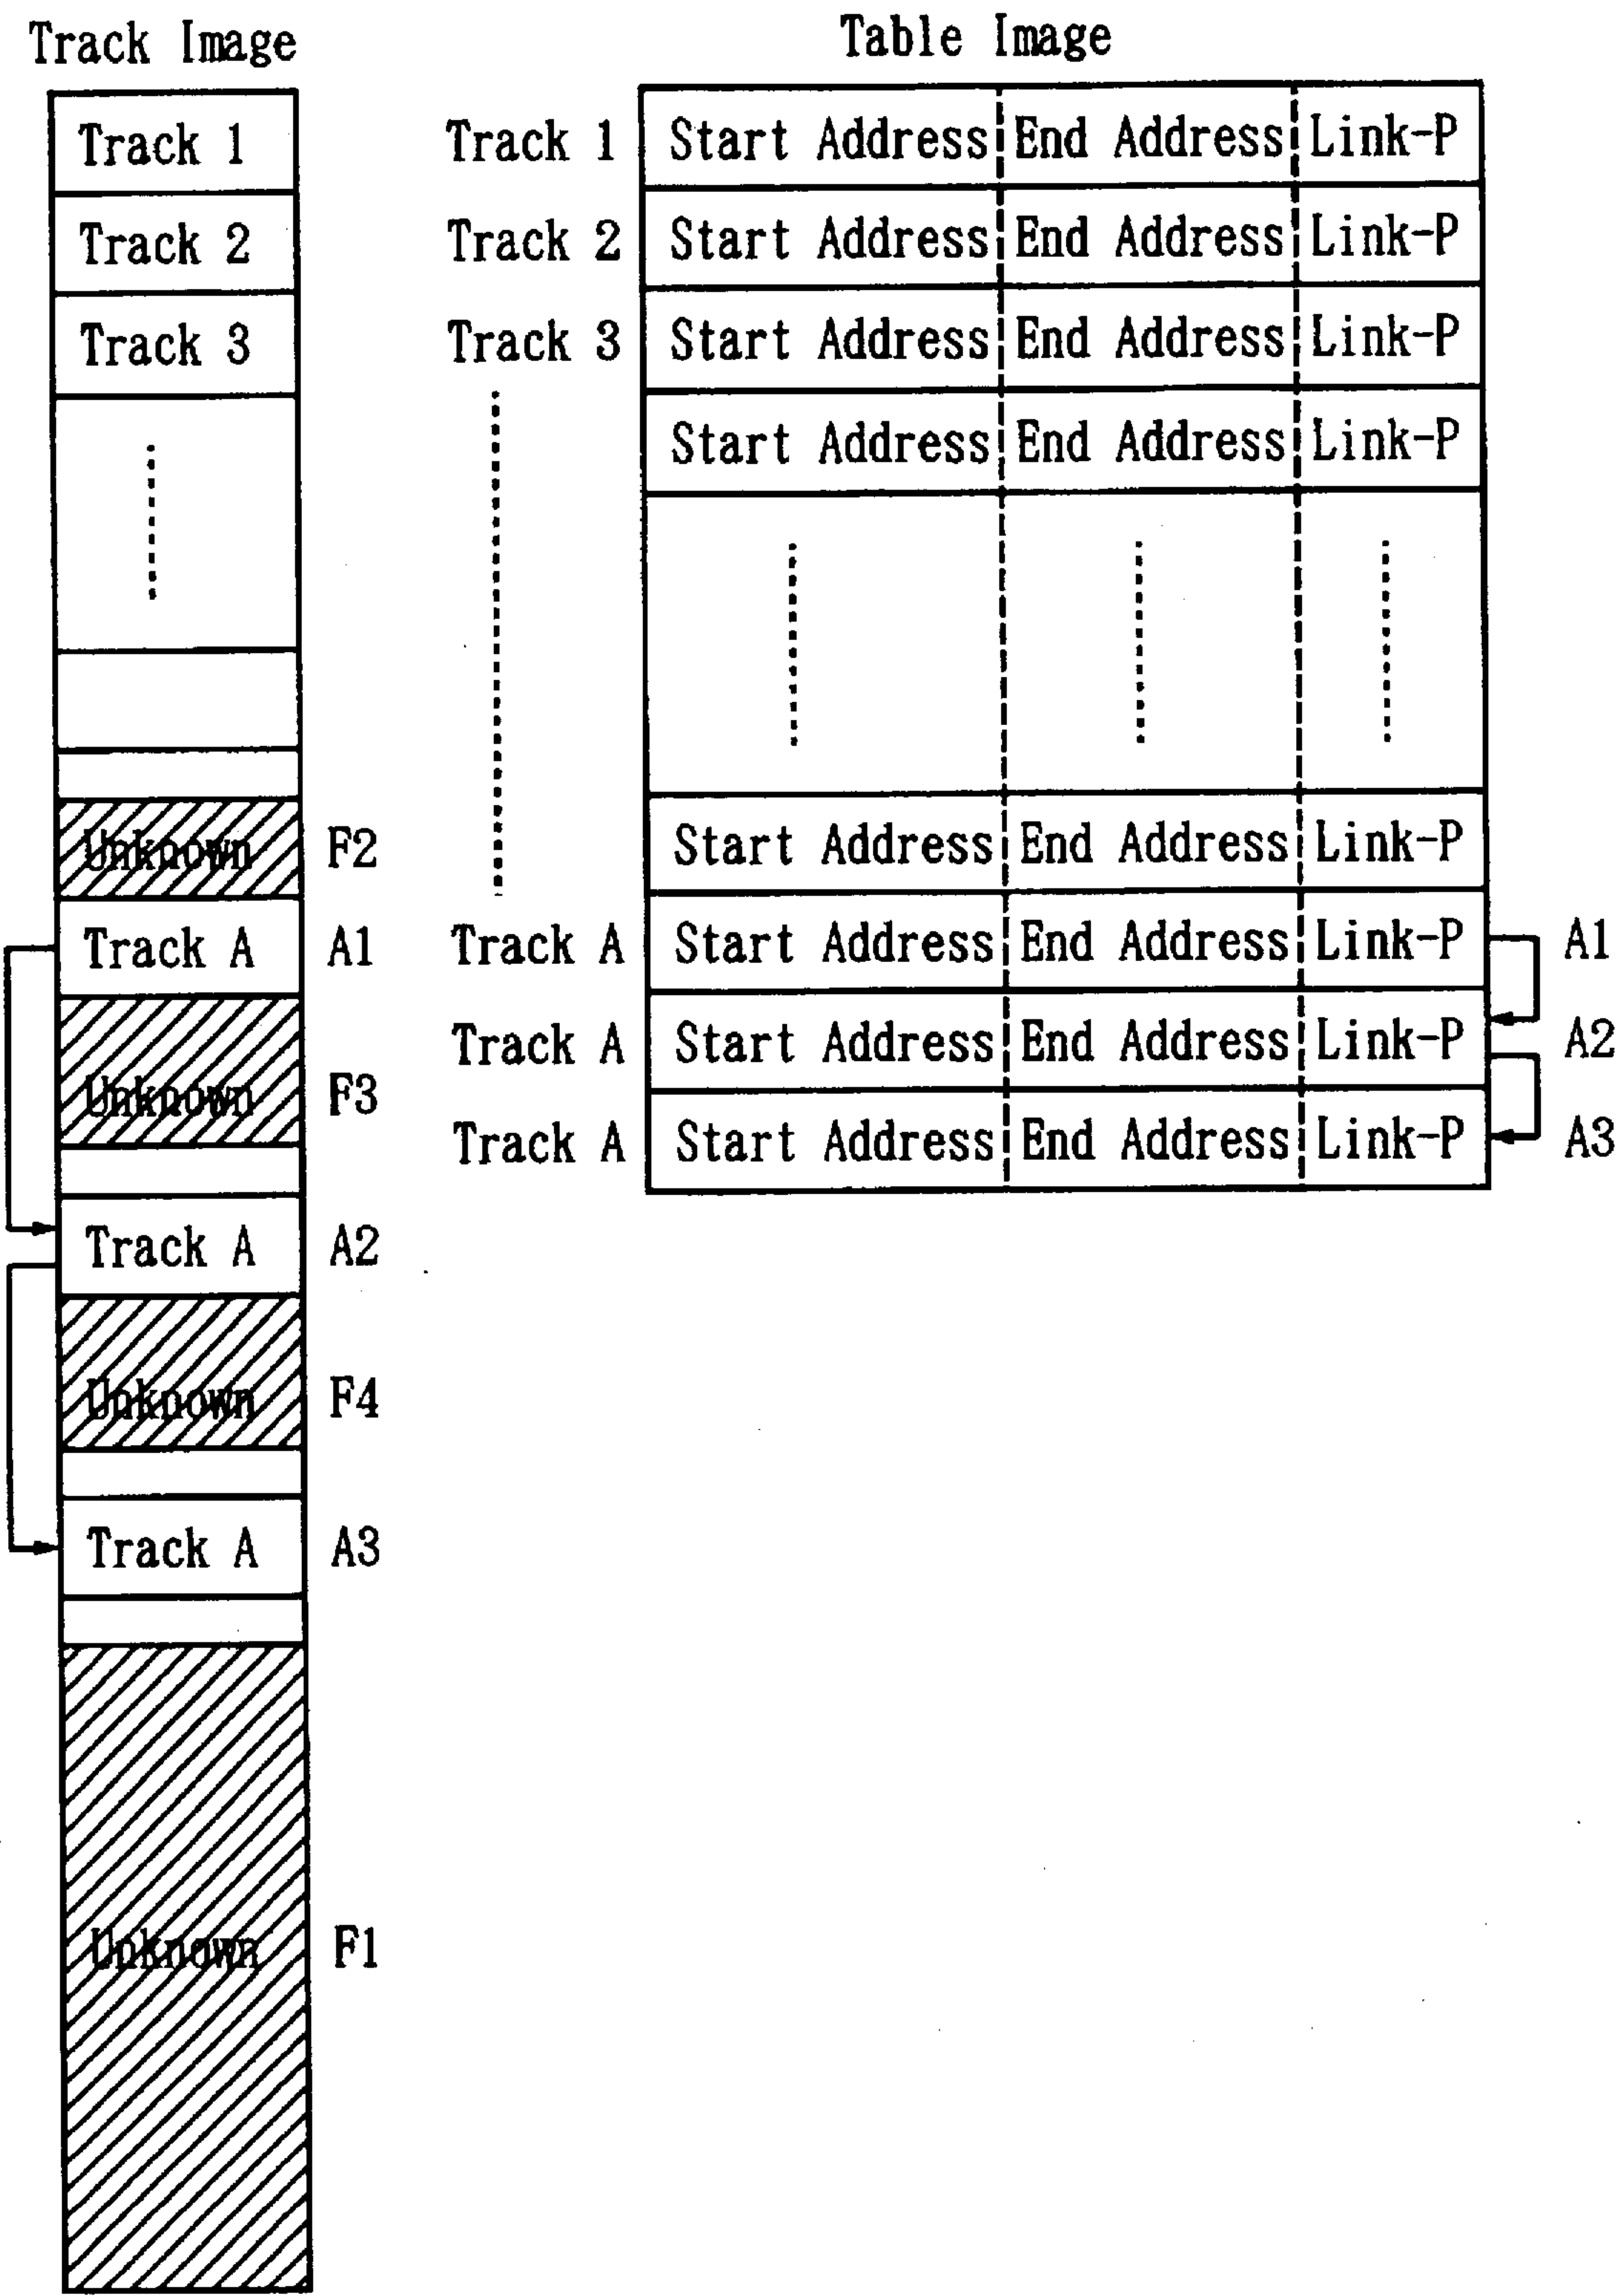 Track Image
Track 1
Track 2
Track 3
Unknown F2
Track A A1
Unknown F3
Track A A2
Unknown F4
Track A A3
Unknown F1
Table Image
Track 1 Start Address End Address Link-P
Track 2 Start Address End Address Link-P
Track 3 Start Address End Address Link-P
Start Address End Address Link-P
Start Address End Address Link-P
Track A Start Address End Address Link-P A1
Track A Start Address End Address Link-P A2
Track A Start Address End Address Link-P A3